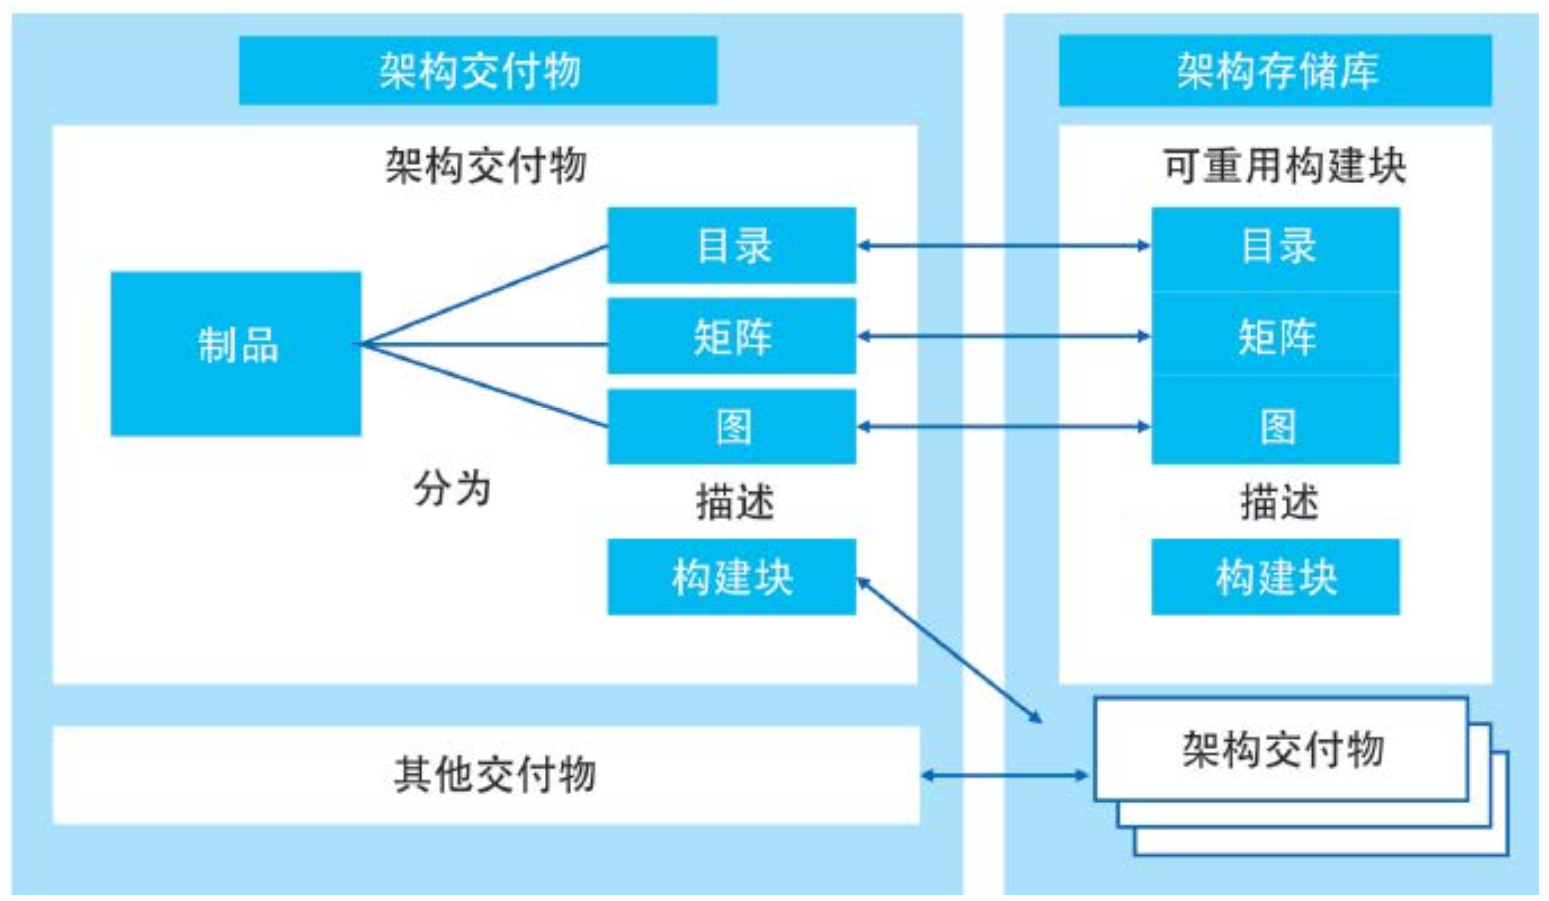 架构交付物
架构交付物
制品
目录
矩阵
图
分为
描述
构建块
其他交付物
架构存储库
可重用构建块
目录
矩阵
图
描述
构建块
架构交付物